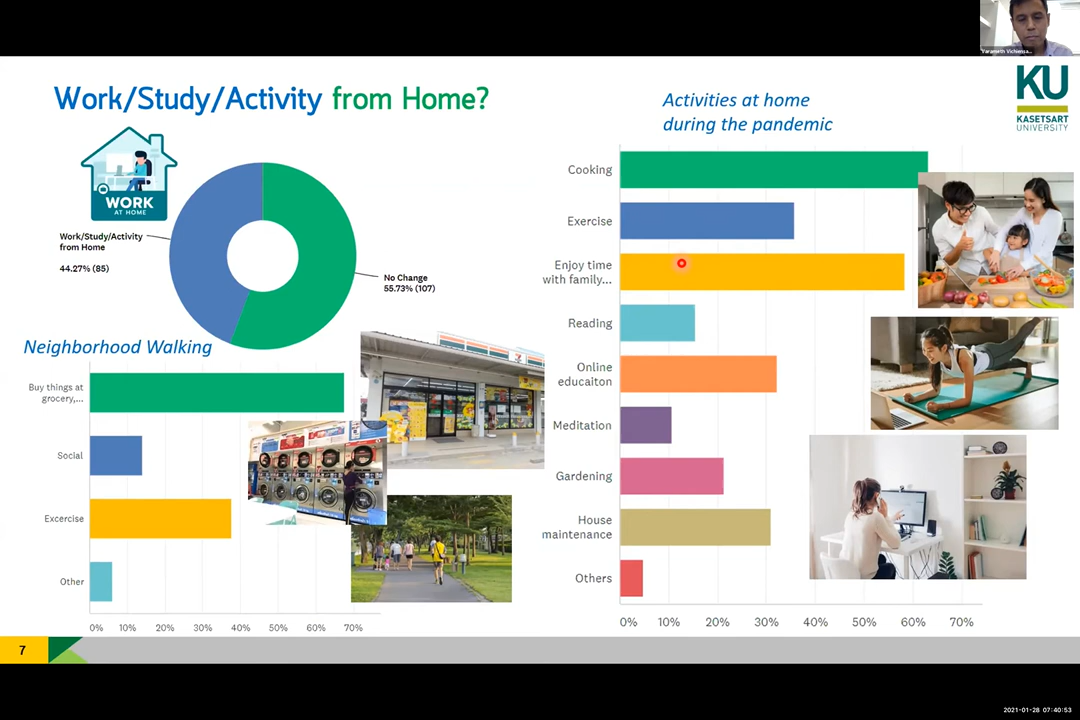 Work/Study/Activity from Home?
WORK
AT HOME
Work/Study/Activity
from Home
44.27% (85)
No Change
55.73% (107)
Neighborhood Walking
Buy things at
grocery,...
Social
Excercise
Other
0% 10% 20% 30% 40% 50% 60% 70%
Activities at home
during the pandemic
Cooking
Exercise
Enjoy time
with family...
Reading
Online
educaiton
Meditation
Gardening
House
maintenance
Others
0% 10% 20% 30% 40% 50% 60% 70%
KU
KASETSART
UNIVERSITY
7
2021-01-28 07:40:53